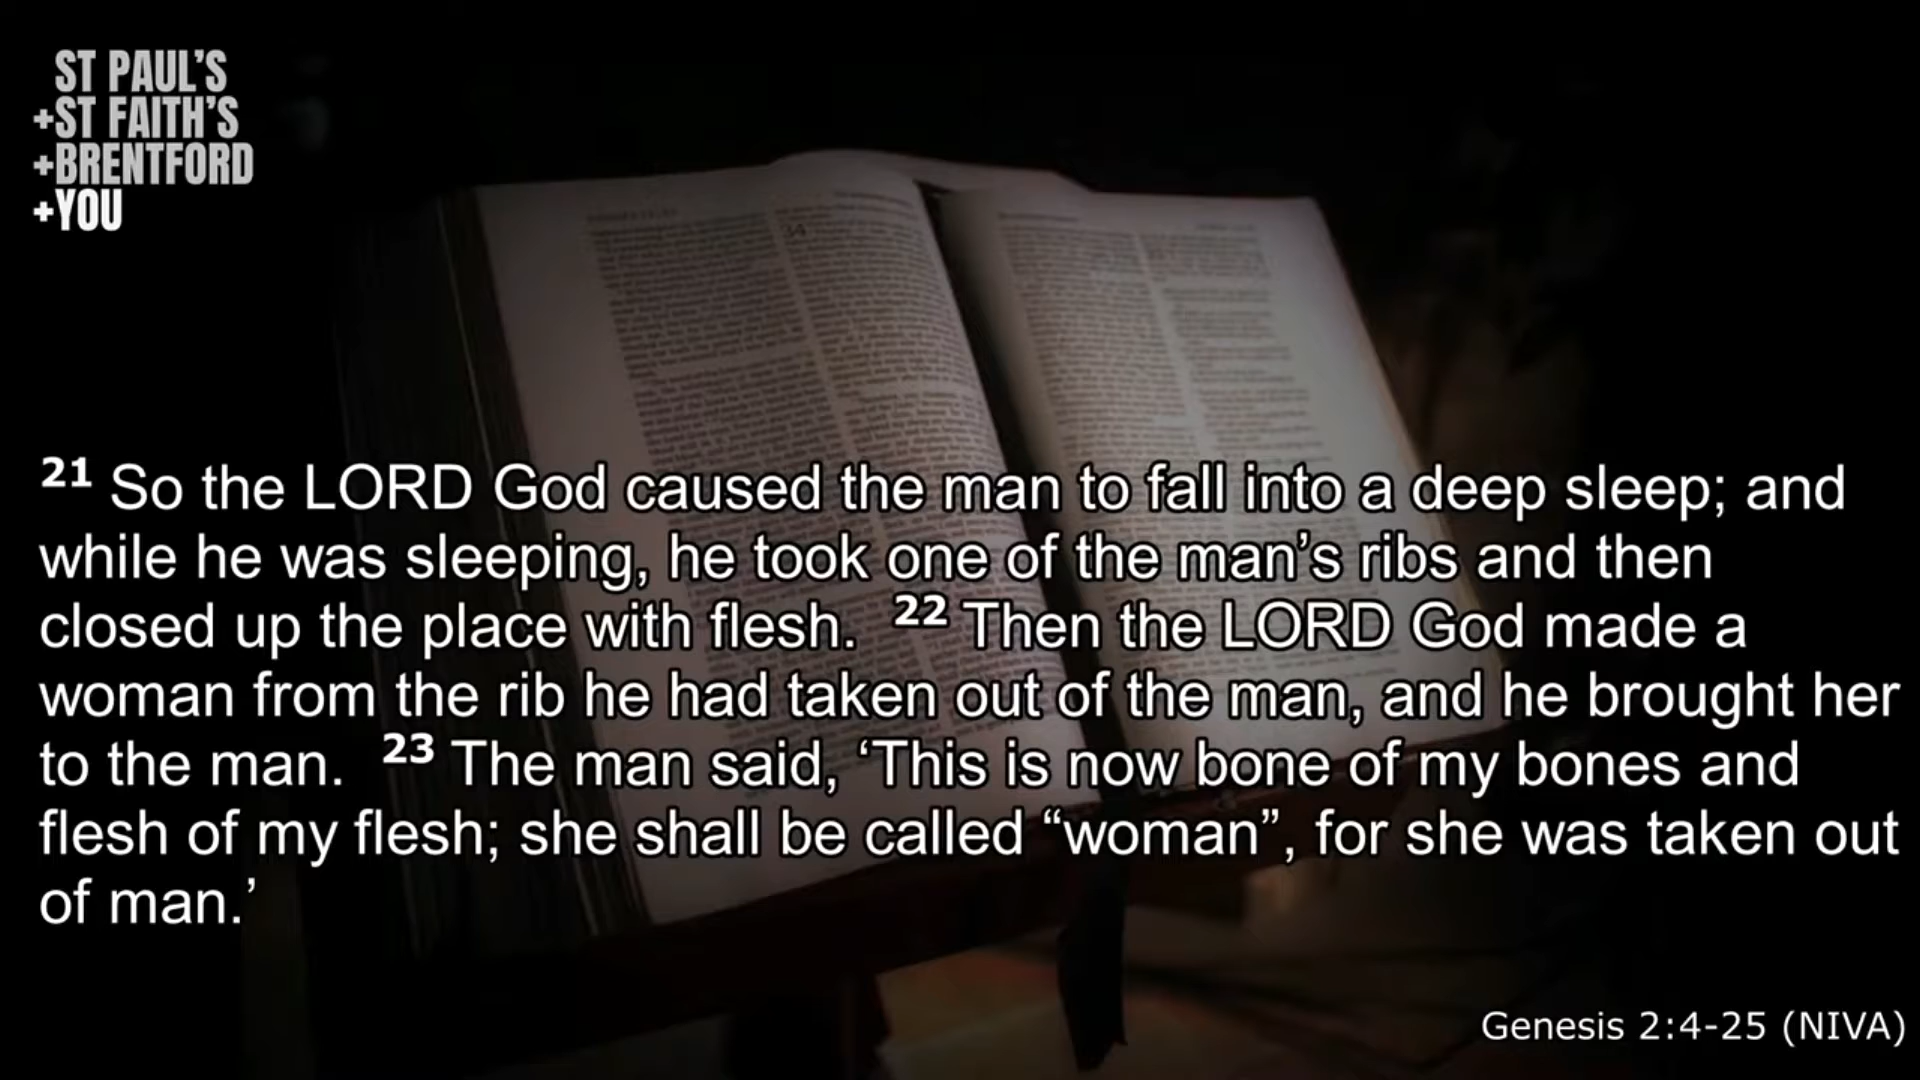 ST PAUL’S
+ST FAITH’S
+BRENTFORD
+YOU
21 So the LORD God caused the man to fall into a deep sleep; and
while he was sleeping, he took one of the man’s ribs and then
closed up the place with flesh. 22 Then the LORD God made a
woman from the rib he had taken out of the man, and he brought her
to the man. 23 The man said, ‘This is now bone of my bones and
flesh of my flesh; she shall be called “woman”, for she was taken out
of man.’
Genesis 2:4-25 (NIVA)